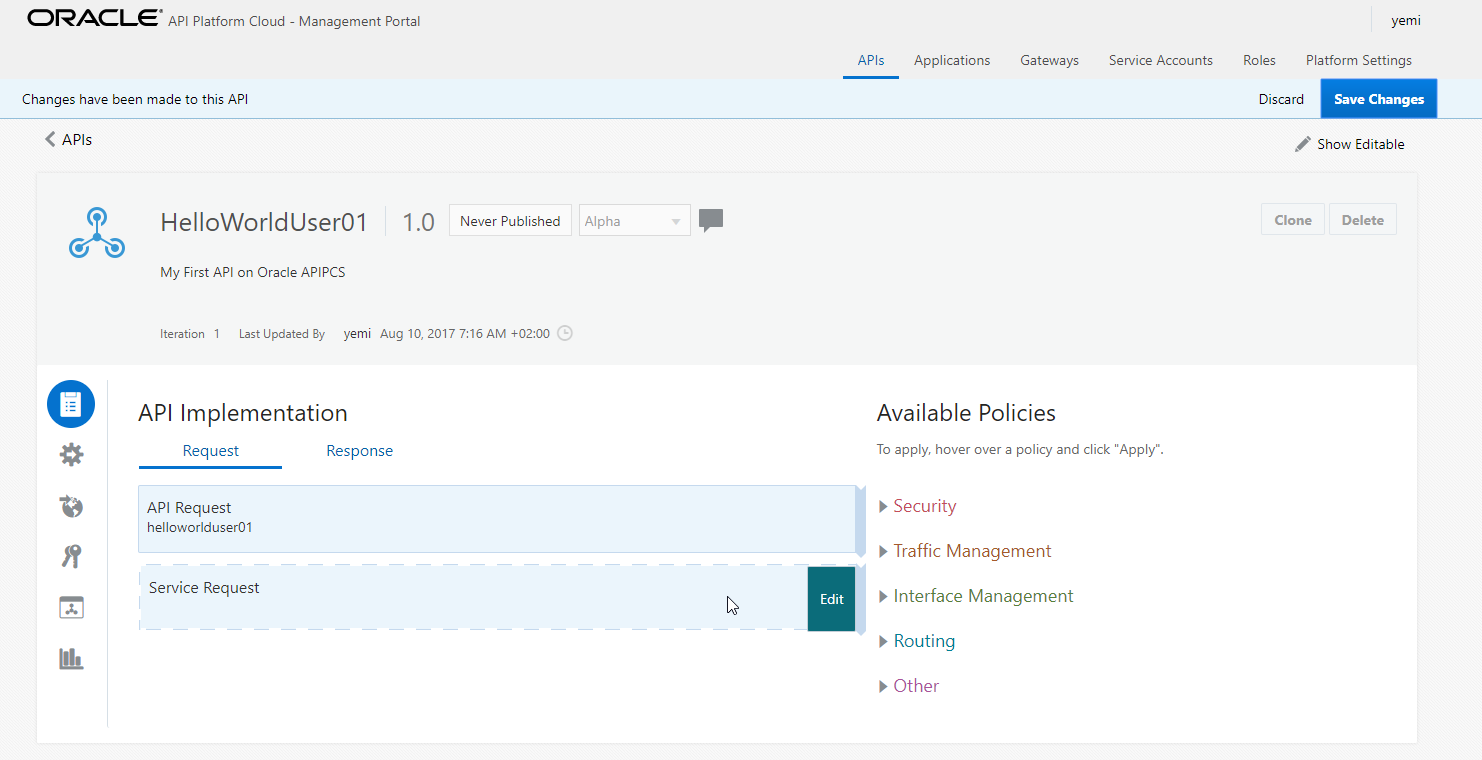 ORACLE® API Platform Cloud - Management Portal
yemi
APIs Applications Gateways Service Accounts Roles Platform Settings
Changes have been made to this API
Discard Save Changes
APIs
Show Editable
HelloWorldUser01 1.0 Never Published Alpha
Clone Delete
My First API on Oracle APIPCS
Iteration 1 Last Updated By yemi Aug 10, 2017 7:16 AM +02:00
API Implementation
Request Response
API Request
helloworlduser01
Service Request
Edit
Available Policies
To apply, hover over a policy and click "Apply".
Security
Traffic Management
Interface Management
Routing
Other